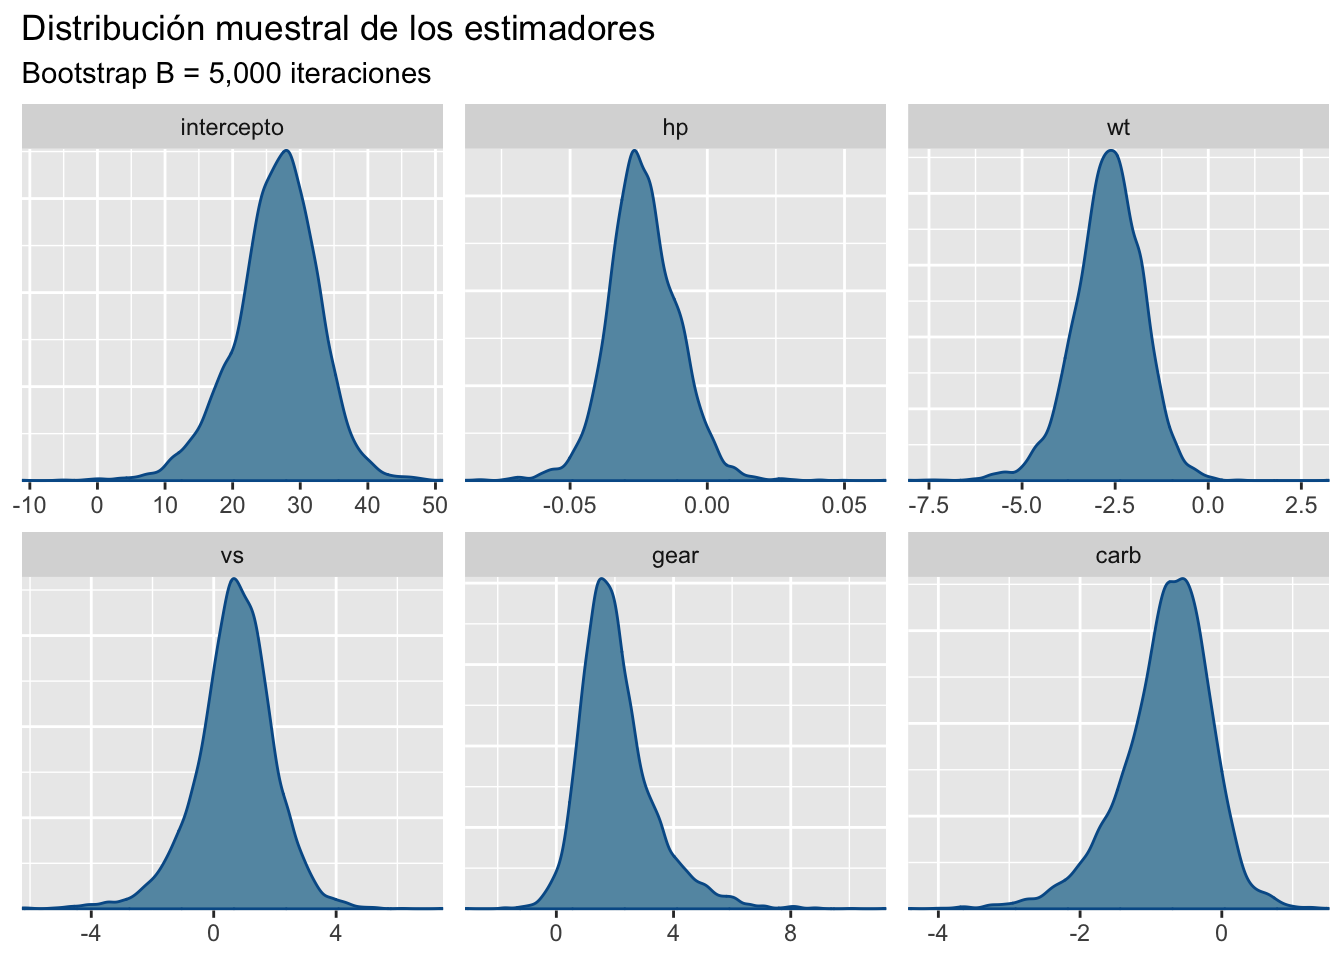 Distribución muestral de los estimadores
Bootstrap B = 5,000 iteraciones
intercepto hp wt
-10 0 10 20 30 40 50 -0.05 0.00 0.05 -7.5 -5.0 -2.5 0.0 2.5
vs gear carb
-4 0 4 0 4 8 -4 -2 0